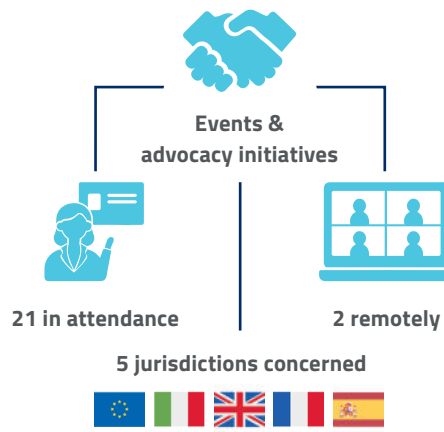 Events &
advocacy initiatives
21 in attendance
2 remotely
5 jurisdictions concerned